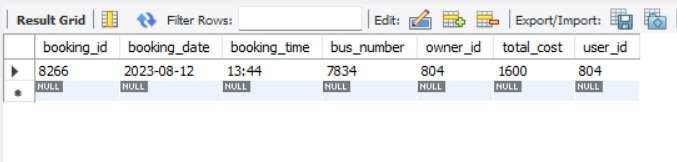 Result Grid Filter Rows: Edit: Export/Import:
booking_id booking_date booking_time bus_number owner_id total_cost user_id
8266 2023-08-12 13:44 7834 804 1600 804
NULL NULL NULL NULL NULL NULL NULL